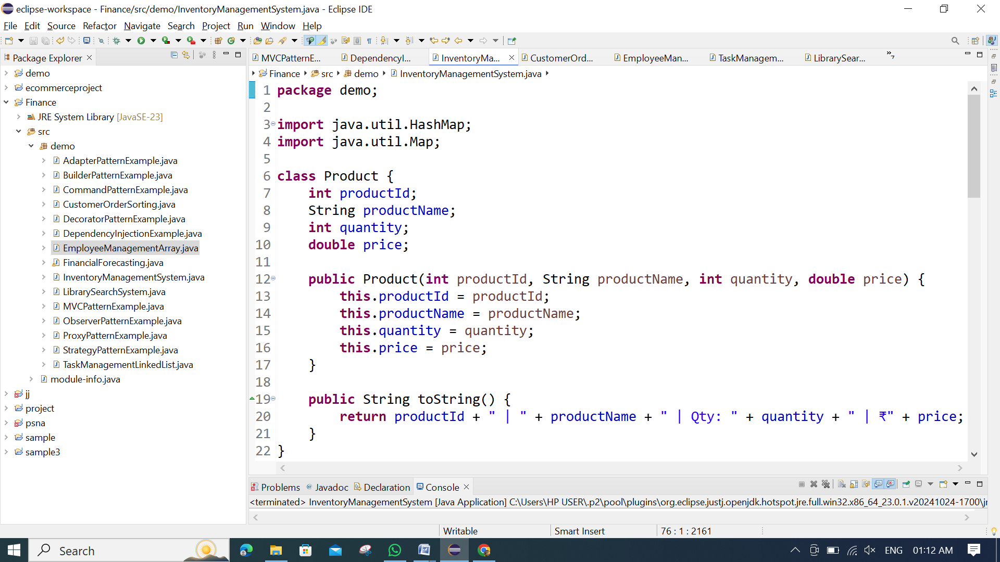 eclipse-workspace - Finance/src/demo/InventoryManagementSystem.java - Eclipse IDE
File Edit Source Refactor Navigate Search Project Run Window Help
Package Explorer
demo
ecommerceproject
Finance
JRE System Library [JavaSE-23]
src
demo
AdapterPatternExample.java
BuilderPatternExample.java
CommandPatternExample.java
CustomerOrderSorting.java
DecoratorPatternExample.java
DependencyInjectionExample.java
EmployeeManagementArray.java
FinancialForecasting.java
InventoryManagementSystem.java
LibrarySearchSystem.java
MVCPatternExample.java
ObserverPatternExample.java
ProxyPatternExample.java
StrategyPatternExample.java
TaskManagementLinkedList.java
module-info.java
jj
project
psna
sample
sample3
MVCPatternE... DependencyI... InventoryMa... CustomerOrd... EmployeeMan... TaskManagem... LibrarySear... »7
Finance src demo InventoryManagementSystem.java
1 package demo;
2
3 import java.util.HashMap;
4 import java.util.Map;
5
6 class Product {
7     int productId;
8     String productName;
9     int quantity;
10     double price;
11
12     public Product(int productId, String productName, int quantity, double price) {
13         this.productId = productId;
14         this.productName = productName;
15         this.quantity = quantity;
16         this.price = price;
17     }
18
19     public String toString() {
20         return productId + " | " + productName + " | Qty: " + quantity + " | ₹" + price;
21     }
22 }
Problems @ Javadoc Declaration Console
<terminated> InventoryManagementSystem [Java Application] C:\Users\HP USER\.p2\pool\plugins\org.eclipse.justj.openjdk.hotspot.jre.full.win32.x86_64_23.0.1.v20241024-1700\jr
Writable Smart Insert 76 : 1 : 2161
Search ENG 01:12 AM